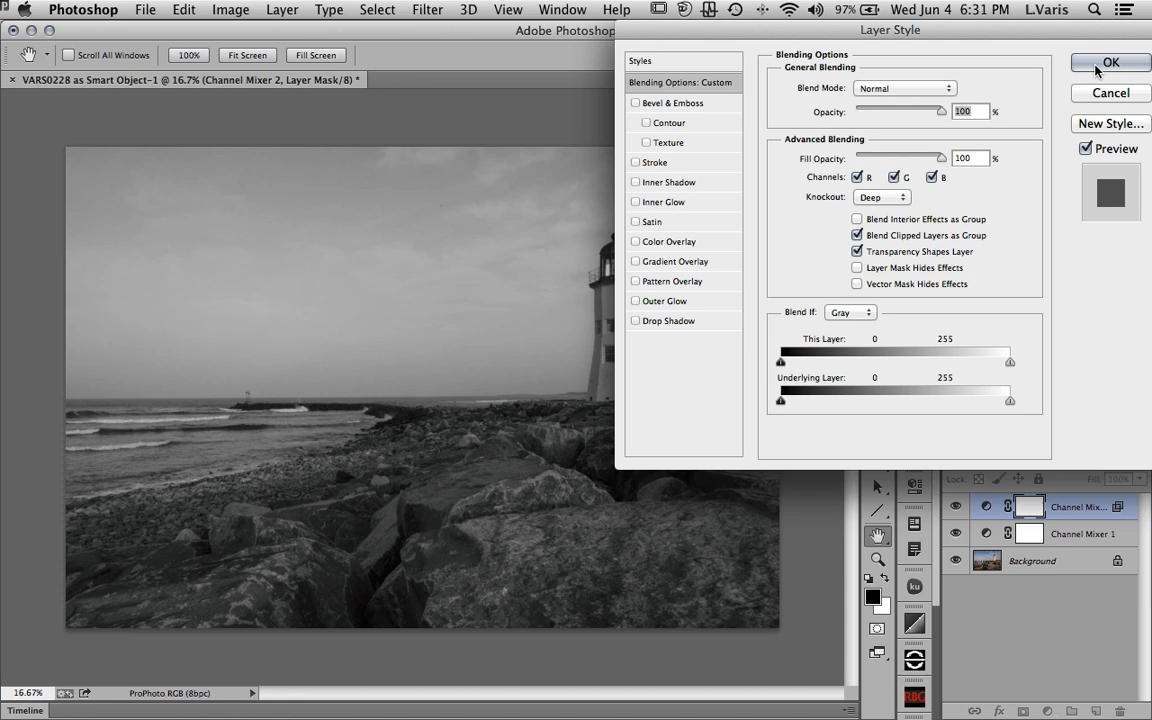 Photoshop File Edit Image Layer Type Select Filter 3D View Window Help 97% Wed Jun 4 6:31 PM L.Varis
Adobe Photoshop
Layer Style
Scroll All Windows 100% Fit Screen Fill Screen
× VARS0228 as Smart Object-1 @ 16.7% (Channel Mixer 2, Layer Mask/8) *
Styles
Blending Options: Custom
Bevel & Emboss
Contour
Texture
Stroke
Inner Shadow
Inner Glow
Satin
Color Overlay
Gradient Overlay
Pattern Overlay
Outer Glow
Drop Shadow
Blending Options
General Blending
Blend Mode: Normal
Opacity: 100 %
Advanced Blending
Fill Opacity: 100 %
Channels: R G B
Knockout: Deep
Blend Interior Effects as Group
Blend Clipped Layers as Group
Transparency Shapes Layer
Layer Mask Hides Effects
Vector Mask Hides Effects
Blend If: Gray
This Layer: 0 255
Underlying Layer: 0 255
OK
Cancel
New Style...
Preview
Lock: Fill: 100%
Channel Mix...
Channel Mixer 1
Background
ku
RBG
16.67% ProPhoto RGB (8bpc)
Timeline